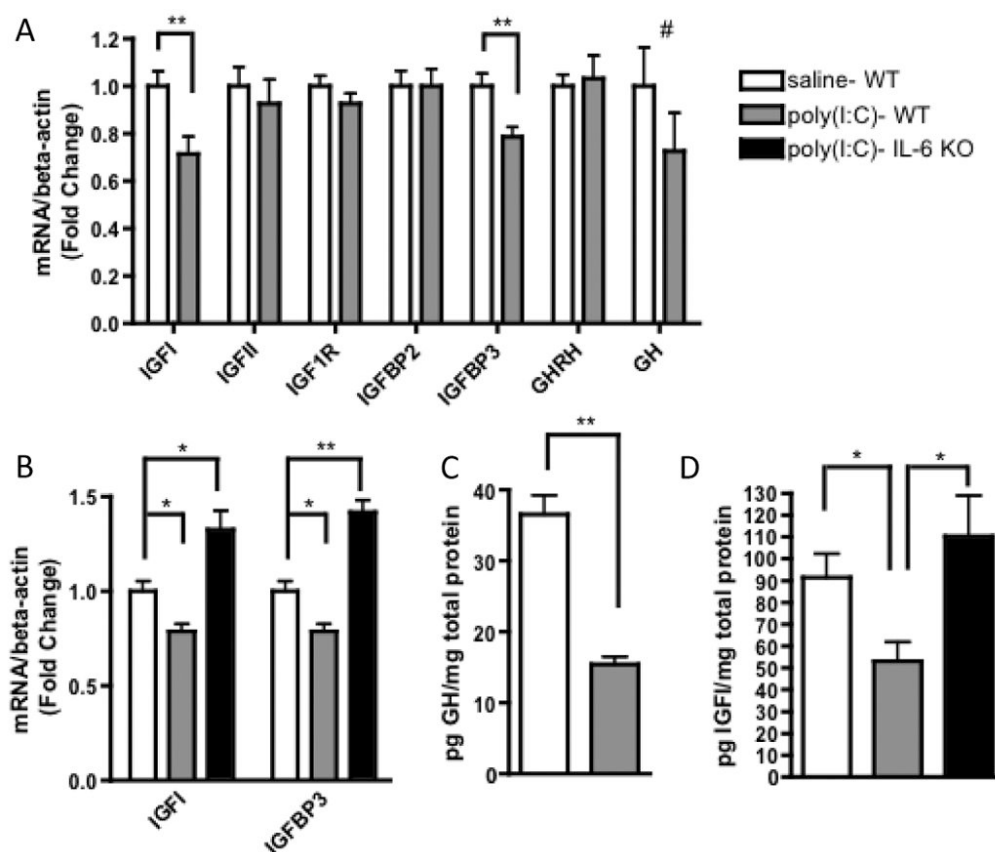 A
mRNA/beta-actin
(Fold Change)
1.2
1.0
0.8
0.6
0.4
0.2
0.0
**
**
#
IGFI
IGFII
IGF1R
IGFBP2
IGFBP3
GHRH
GH
saline- WT
poly(I:C)- WT
poly(I:C)- IL-6 KO
B
mRNA/beta-actin
(Fold Change)
1.5
1.0
0.5
0.0
*
*
**
*
IGFI
IGFBP3
C
pg GH/mg total protein
40
30
20
10
0
**
D
pg IGFI/mg total protein
130
120
110
100
90
80
70
60
50
40
30
20
10
0
*
*